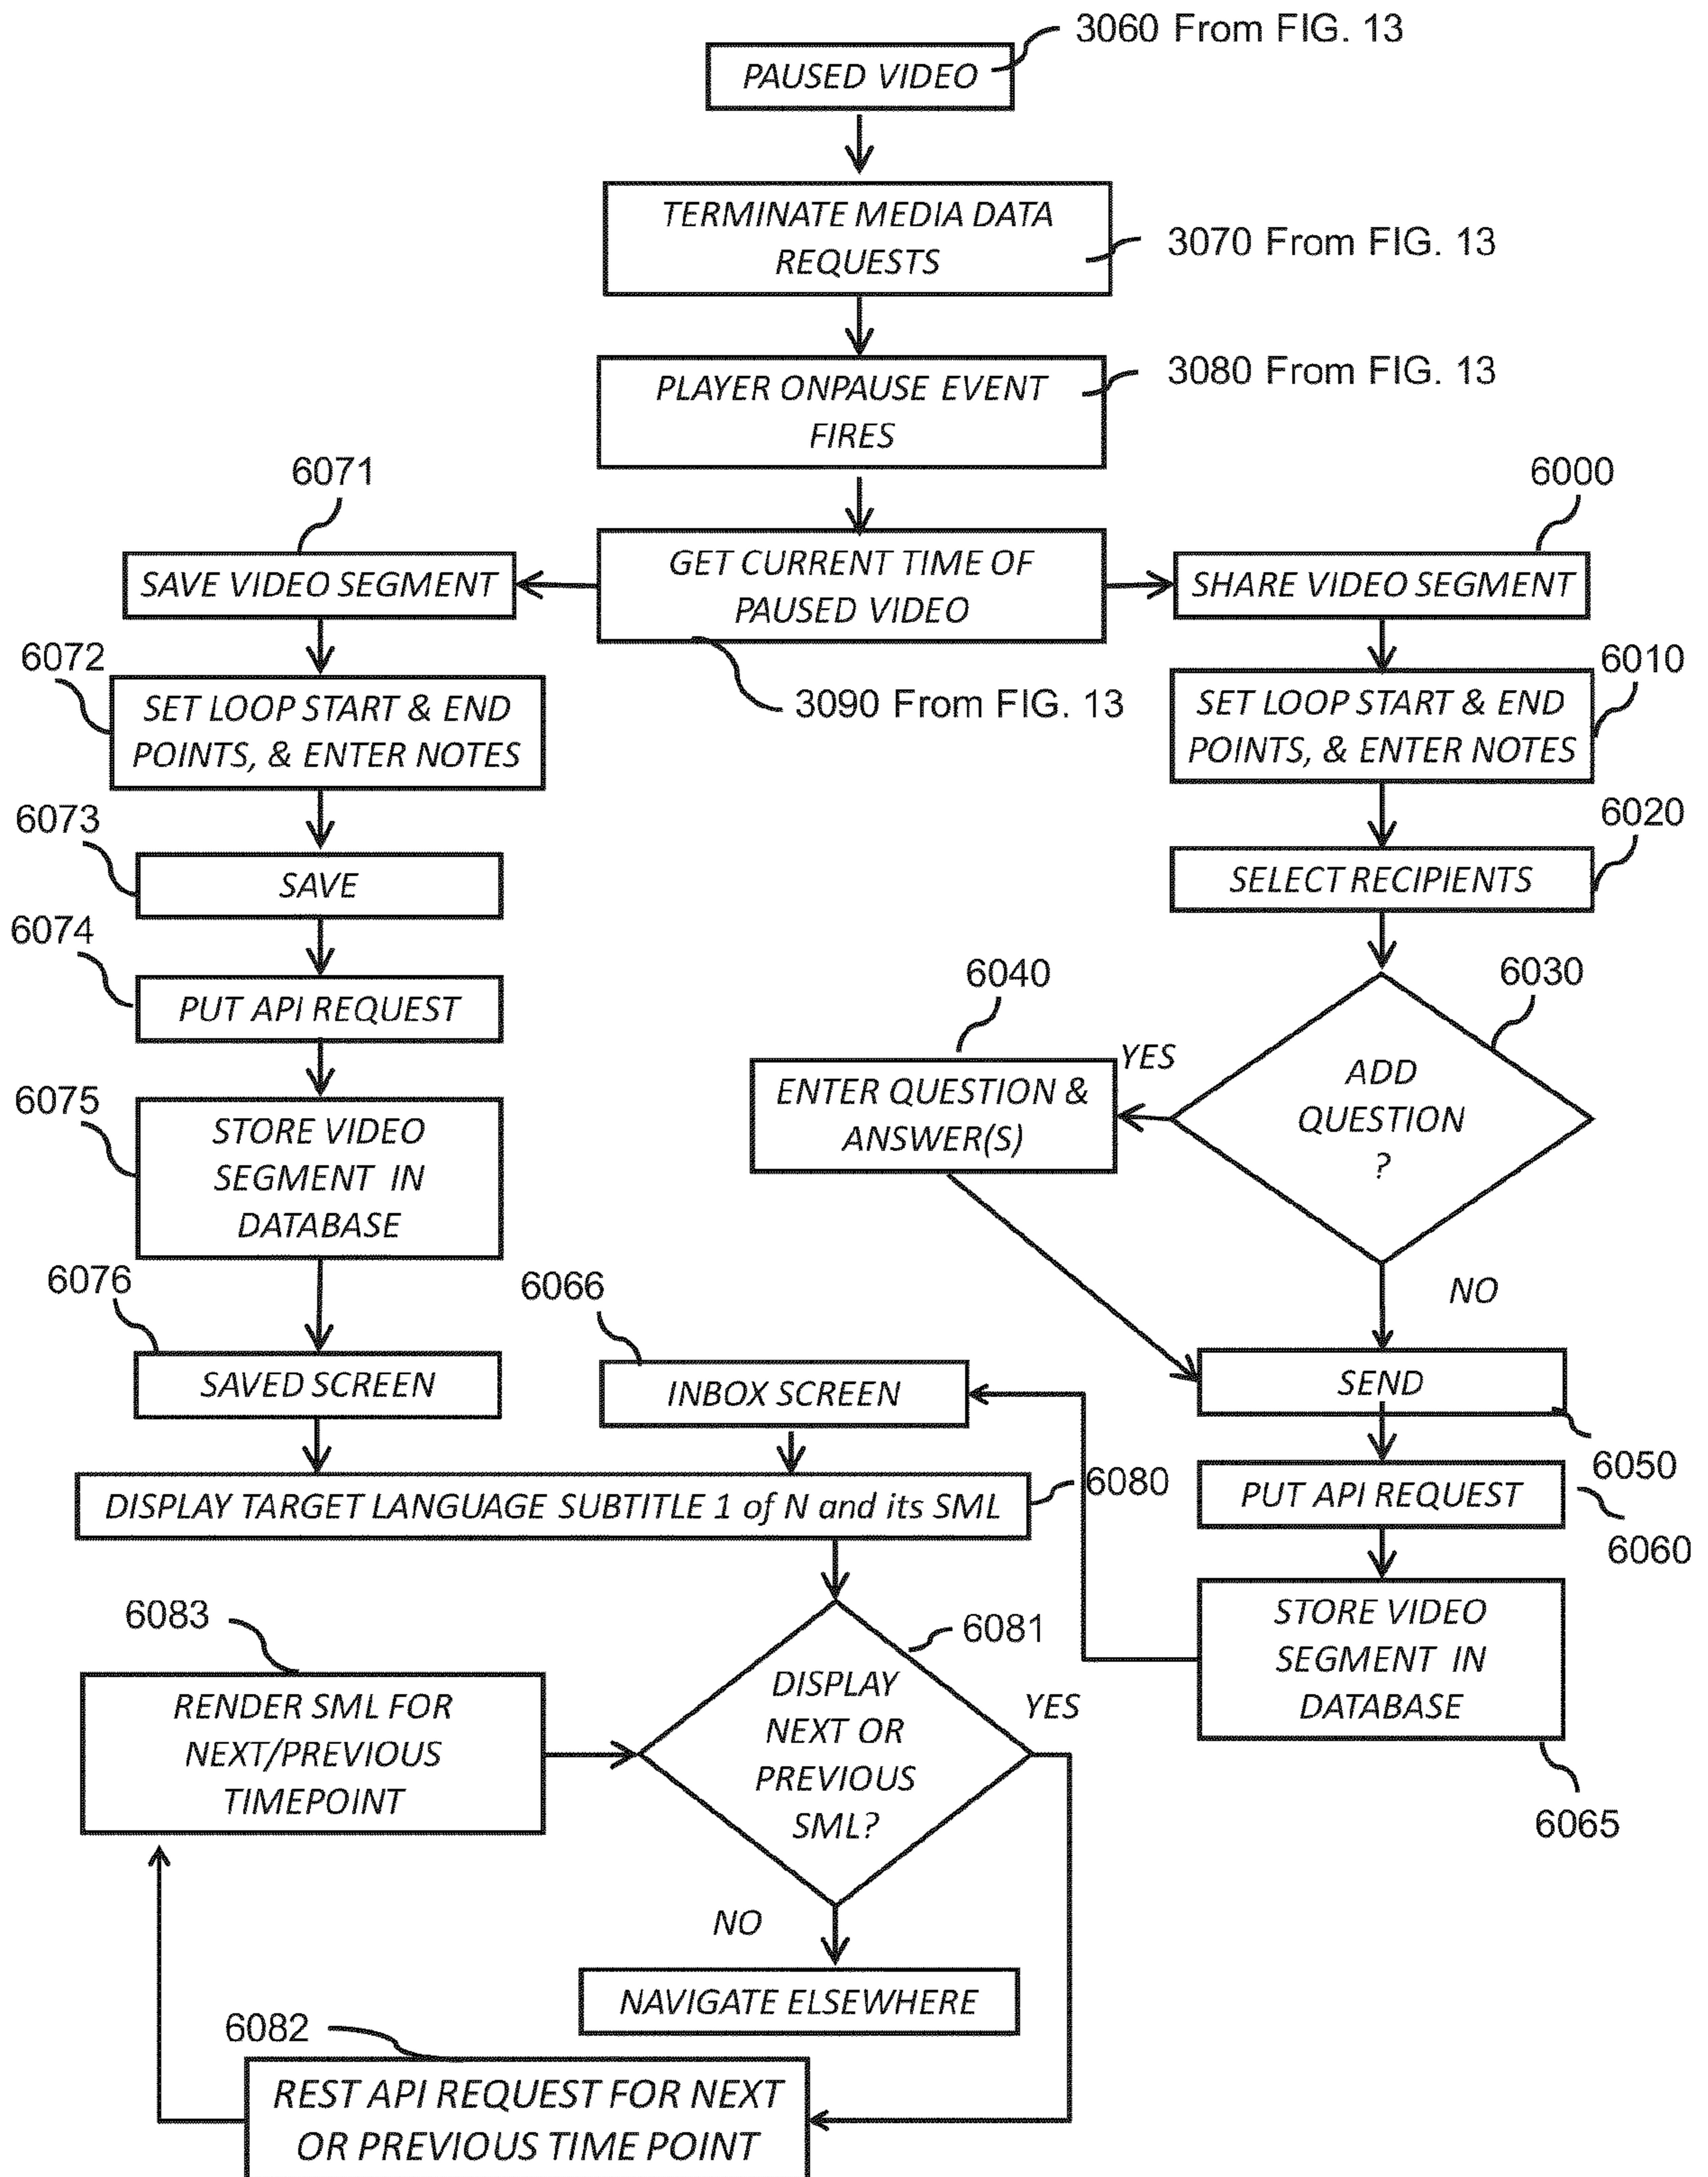 3060 From FIG. 13
PAUSED VIDEO
TERMINATE MEDIA DATA
REQUESTS
3070 From FIG. 13
PLAYER ONPAUSE EVENT
FIRES
3080 From FIG. 13
6071
6000
SAVE VIDEO SEGMENT
GET CURRENT TIME OF
PAUSED VIDEO
SHARE VIDEO SEGMENT
3090 From FIG. 13
6072
SET LOOP START & END
POINTS, & ENTER NOTES
6010
SET LOOP START & END
POINTS, & ENTER NOTES
6073
SAVE
6020
SELECT RECIPIENTS
6074
PUT API REQUEST
6040
ENTER QUESTION &
ANSWER(S)
YES
6030
ADD
QUESTION
?
NO
6075
STORE VIDEO
SEGMENT IN
DATABASE
6076
SAVED SCREEN
6066
INBOX SCREEN
SEND
6050
PUT API REQUEST
6060
DISPLAY TARGET LANGUAGE SUBTITLE 1 of N and its SML
6080
STORE VIDEO
SEGMENT IN
DATABASE
6065
6083
RENDER SML FOR
NEXT/PREVIOUS
TIMEPOINT
6081
DISPLAY
NEXT OR
PREVIOUS
SML?
YES
NO
NAVIGATE ELSEWHERE
6082
REST API REQUEST FOR NEXT
OR PREVIOUS TIME POINT